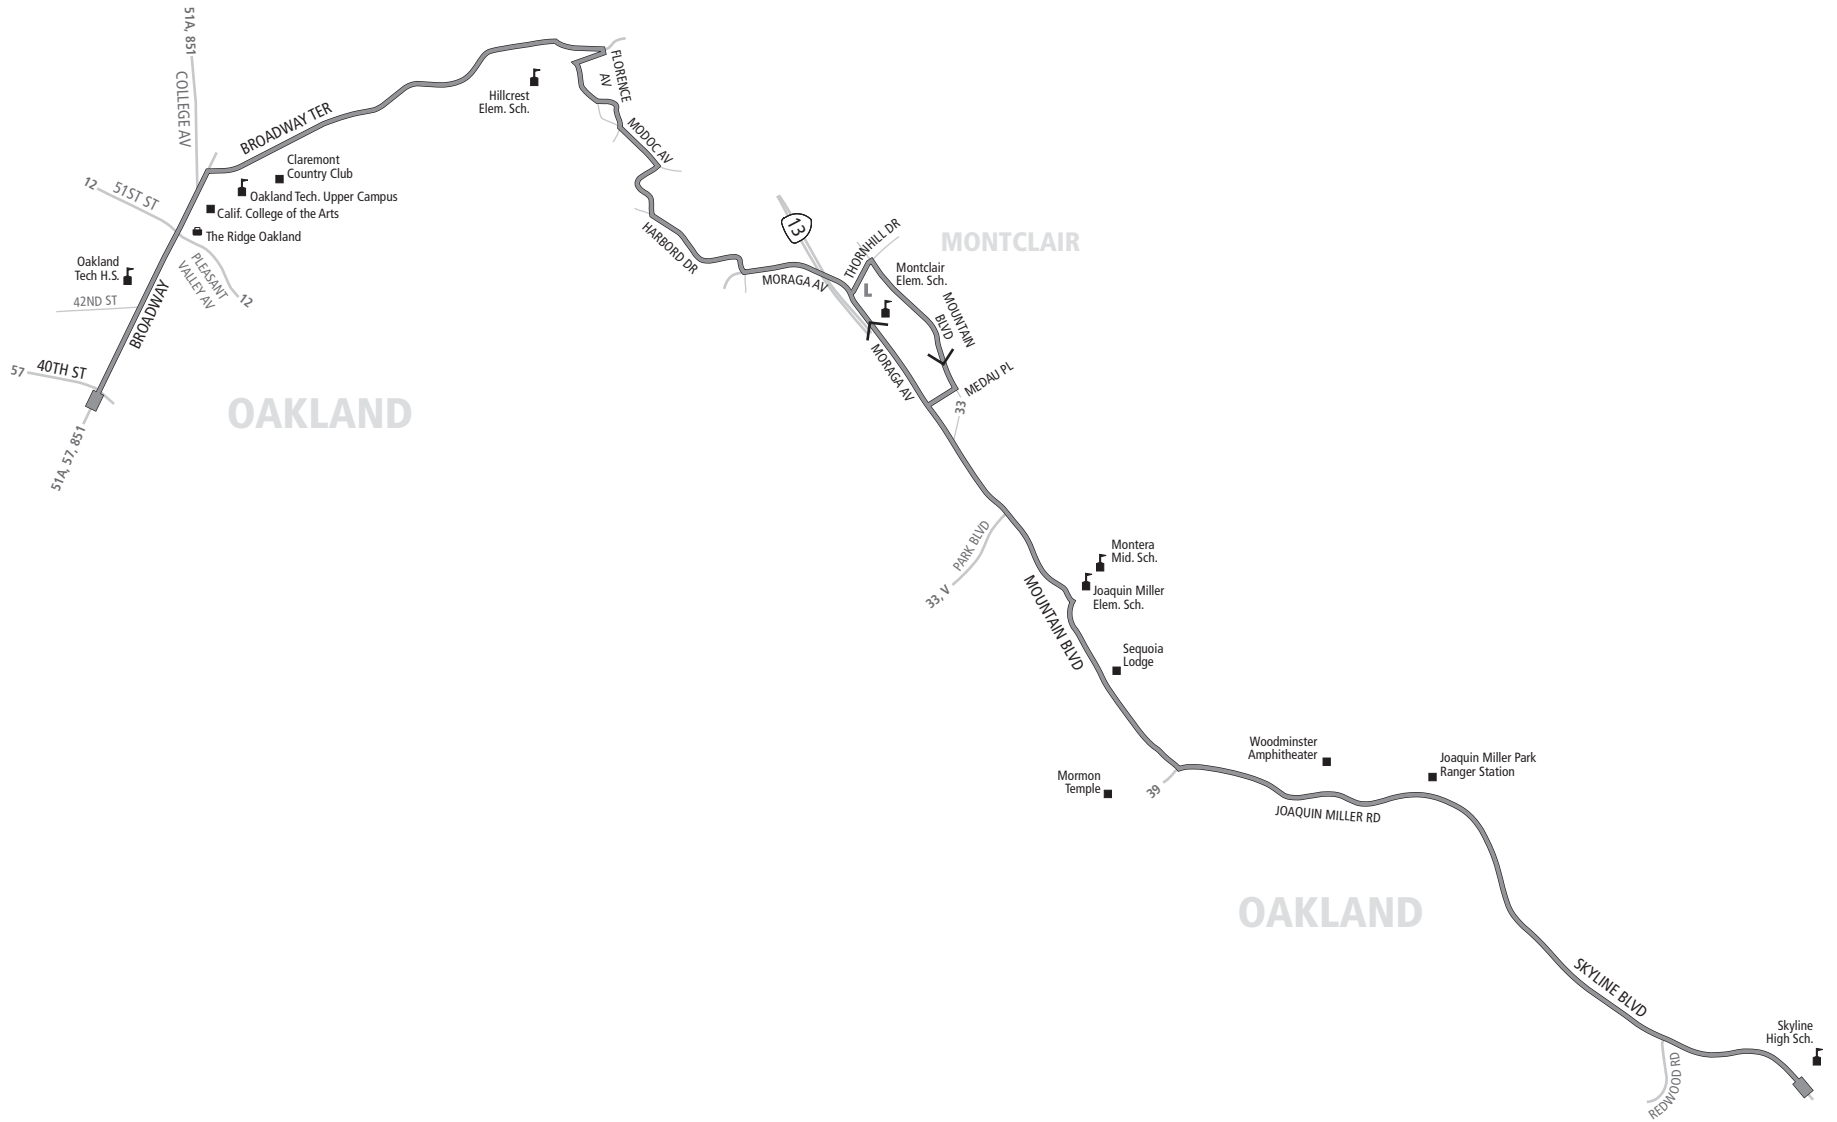 51A, 851
COLLEGE AV
BROADWAY TER
Hillcrest
Elem. Sch.
FLORENCE
AV
MODOC AV
Claremont
Country Club
Oakland Tech. Upper Campus
Calif. College of the Arts
The Ridge Oakland
12
51ST ST
Oakland
Tech H.S.
PLEASANT
VALLEY AV
12
42ND ST
BROADWAY
57
40TH ST
51A, 57, 851
OAKLAND
HARBORD DR
13
MORAGA AV
THORNHILL DR
MONTCLAIR
Montclair
Elem. Sch.
L
MOUNTAIN
BLVD
MORAGA AV
MEDAU PL
33
PARK BLVD
33, V
Montera
Mid. Sch.
Joaquin Miller
Elem. Sch.
MOUNTAIN BLVD
Sequoia
Lodge
Mormon
Temple
39
Woodminster
Amphitheater
Joaquin Miller Park
Ranger Station
JOAQUIN MILLER RD
OAKLAND
SKYLINE BLVD
Skyline
High Sch.
REDWOOD RD